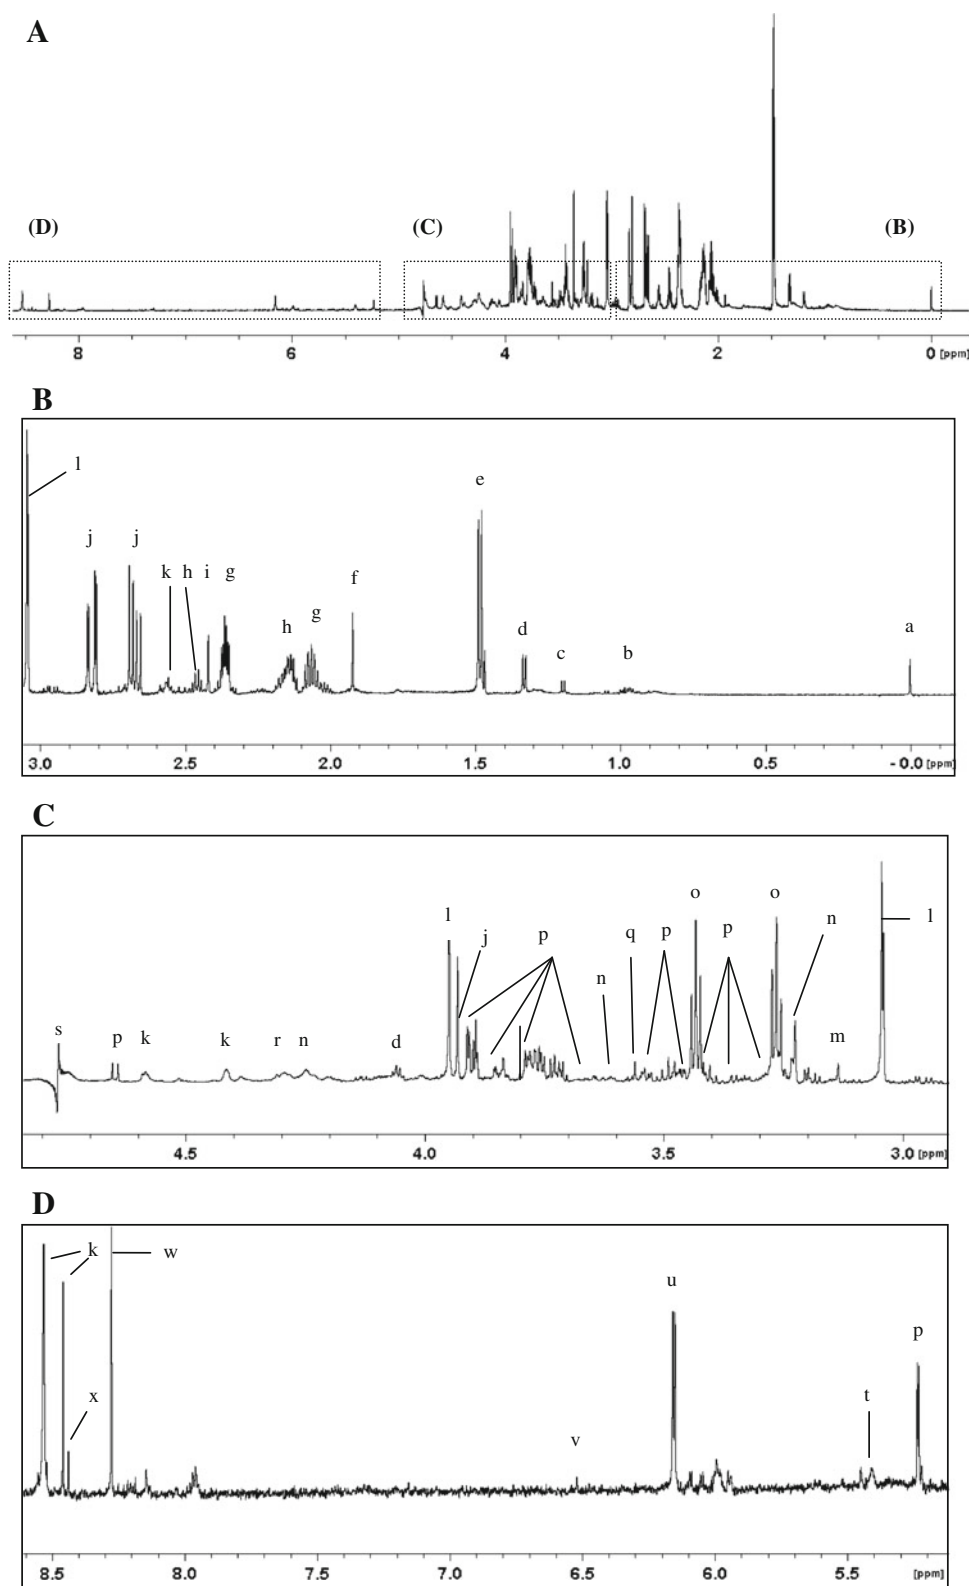 A
(D) (C) (B)
8 6 4 2 0 [ppm]
B
l j j k h i g h g f e d c b a
3.0 2.5 2.0 1.5 1.0 0.5 -0.0 [ppm]
C
s p k k r n d l j p n q p o p o n m l
4.5 4.0 3.5 3.0 [ppm]
D
k x w v u t p
8.5 8.0 7.5 7.0 6.5 6.0 5.5 [ppm]